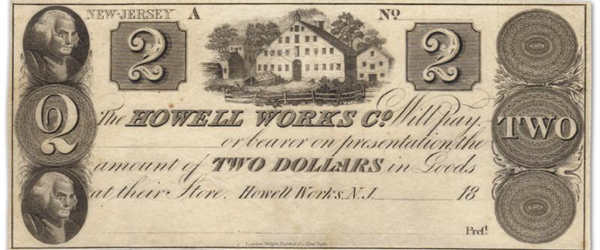 NEW-JERSEY A No
2 2
The HOWELL WORKS Co. Will pay,
2 TWO
or bearer on presentation, the
amount of TWO DOLLARS in Goods
at their Store. Howell Works, N.J. 18
Prest.